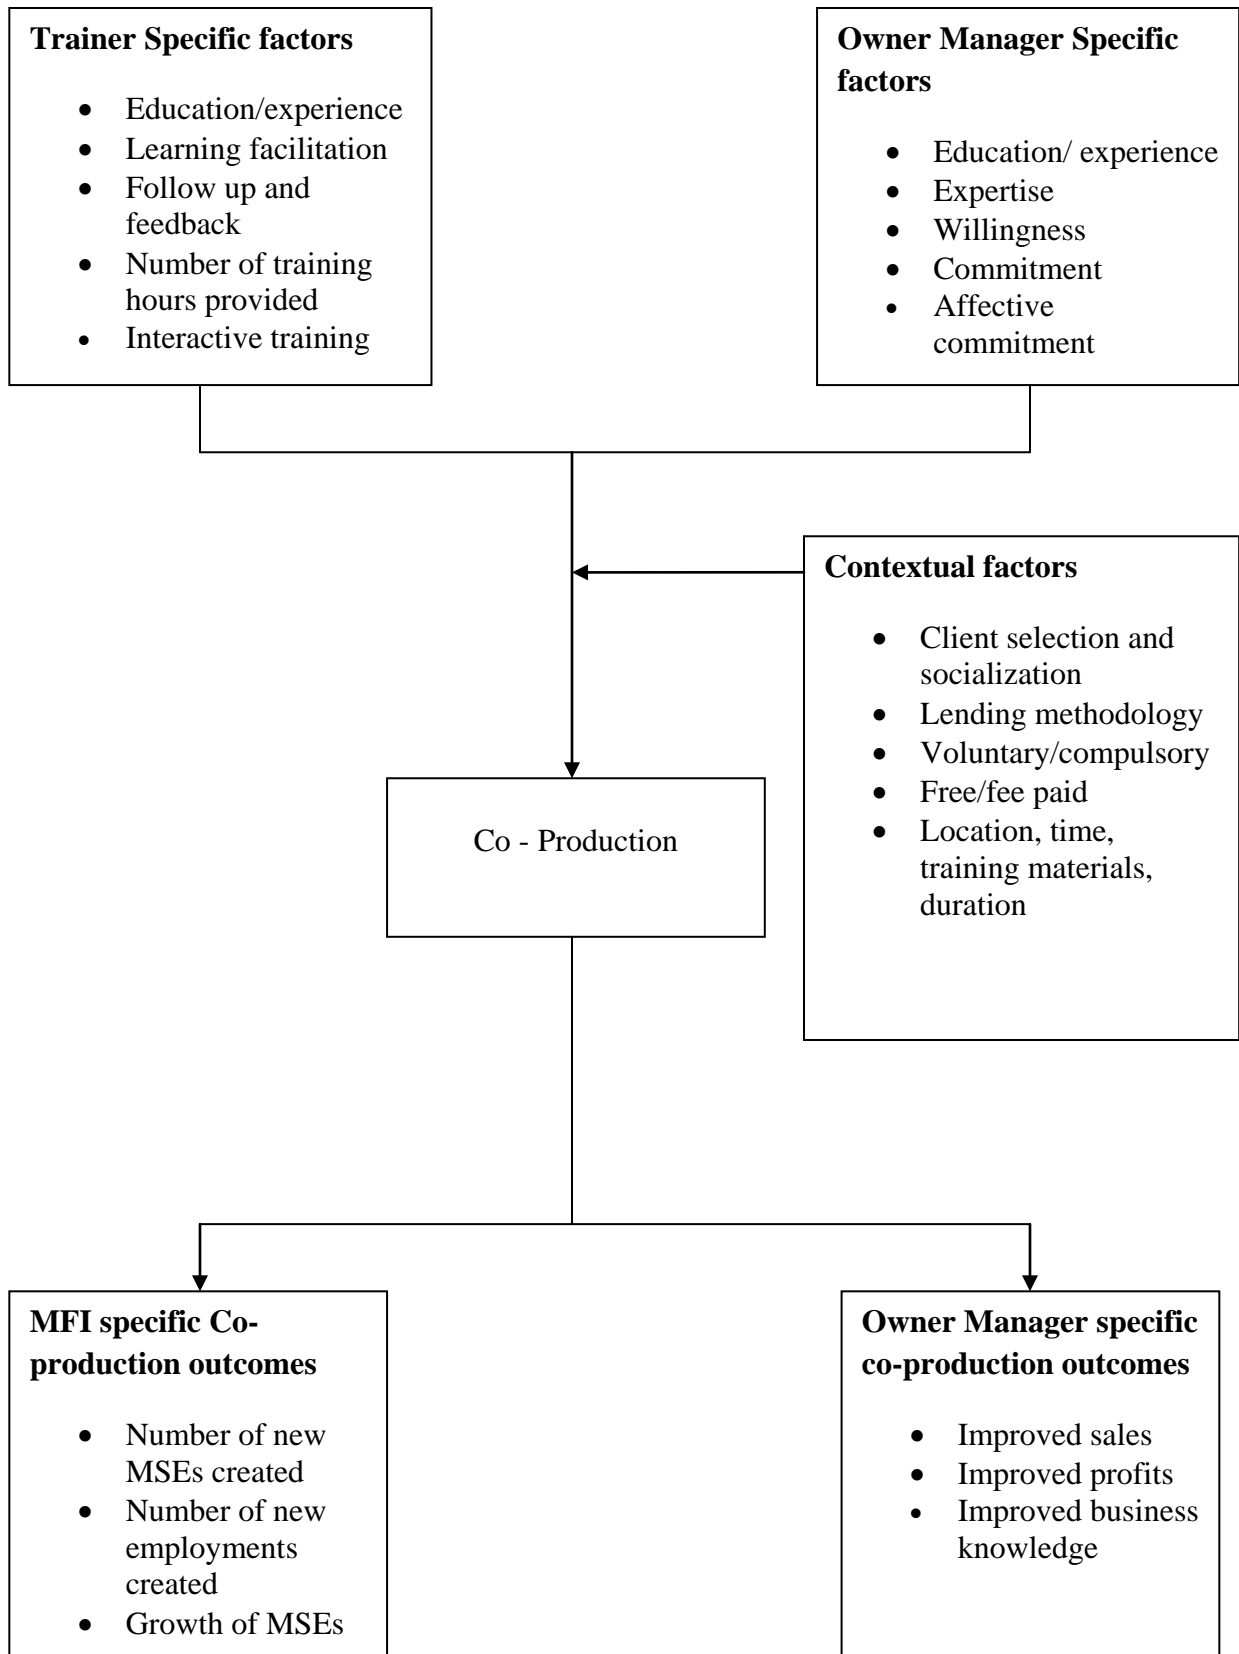 Trainer Specific factors
• Education/experience
• Learning facilitation
• Follow up and
feedback
• Number of training
hours provided
• Interactive training
Owner Manager Specific
factors
• Education/ experience
• Expertise
• Willingness
• Commitment
• Affective
commitment
Contextual factors
• Client selection and
socialization
• Lending methodology
• Voluntary/compulsory
• Free/fee paid
• Location, time,
training materials,
duration
Co - Production
MFI specific Co-
production outcomes
• Number of new
MSEs created
• Number of new
employments
created
• Growth of MSEs
Owner Manager specific
co-production outcomes
• Improved sales
• Improved profits
• Improved business
knowledge